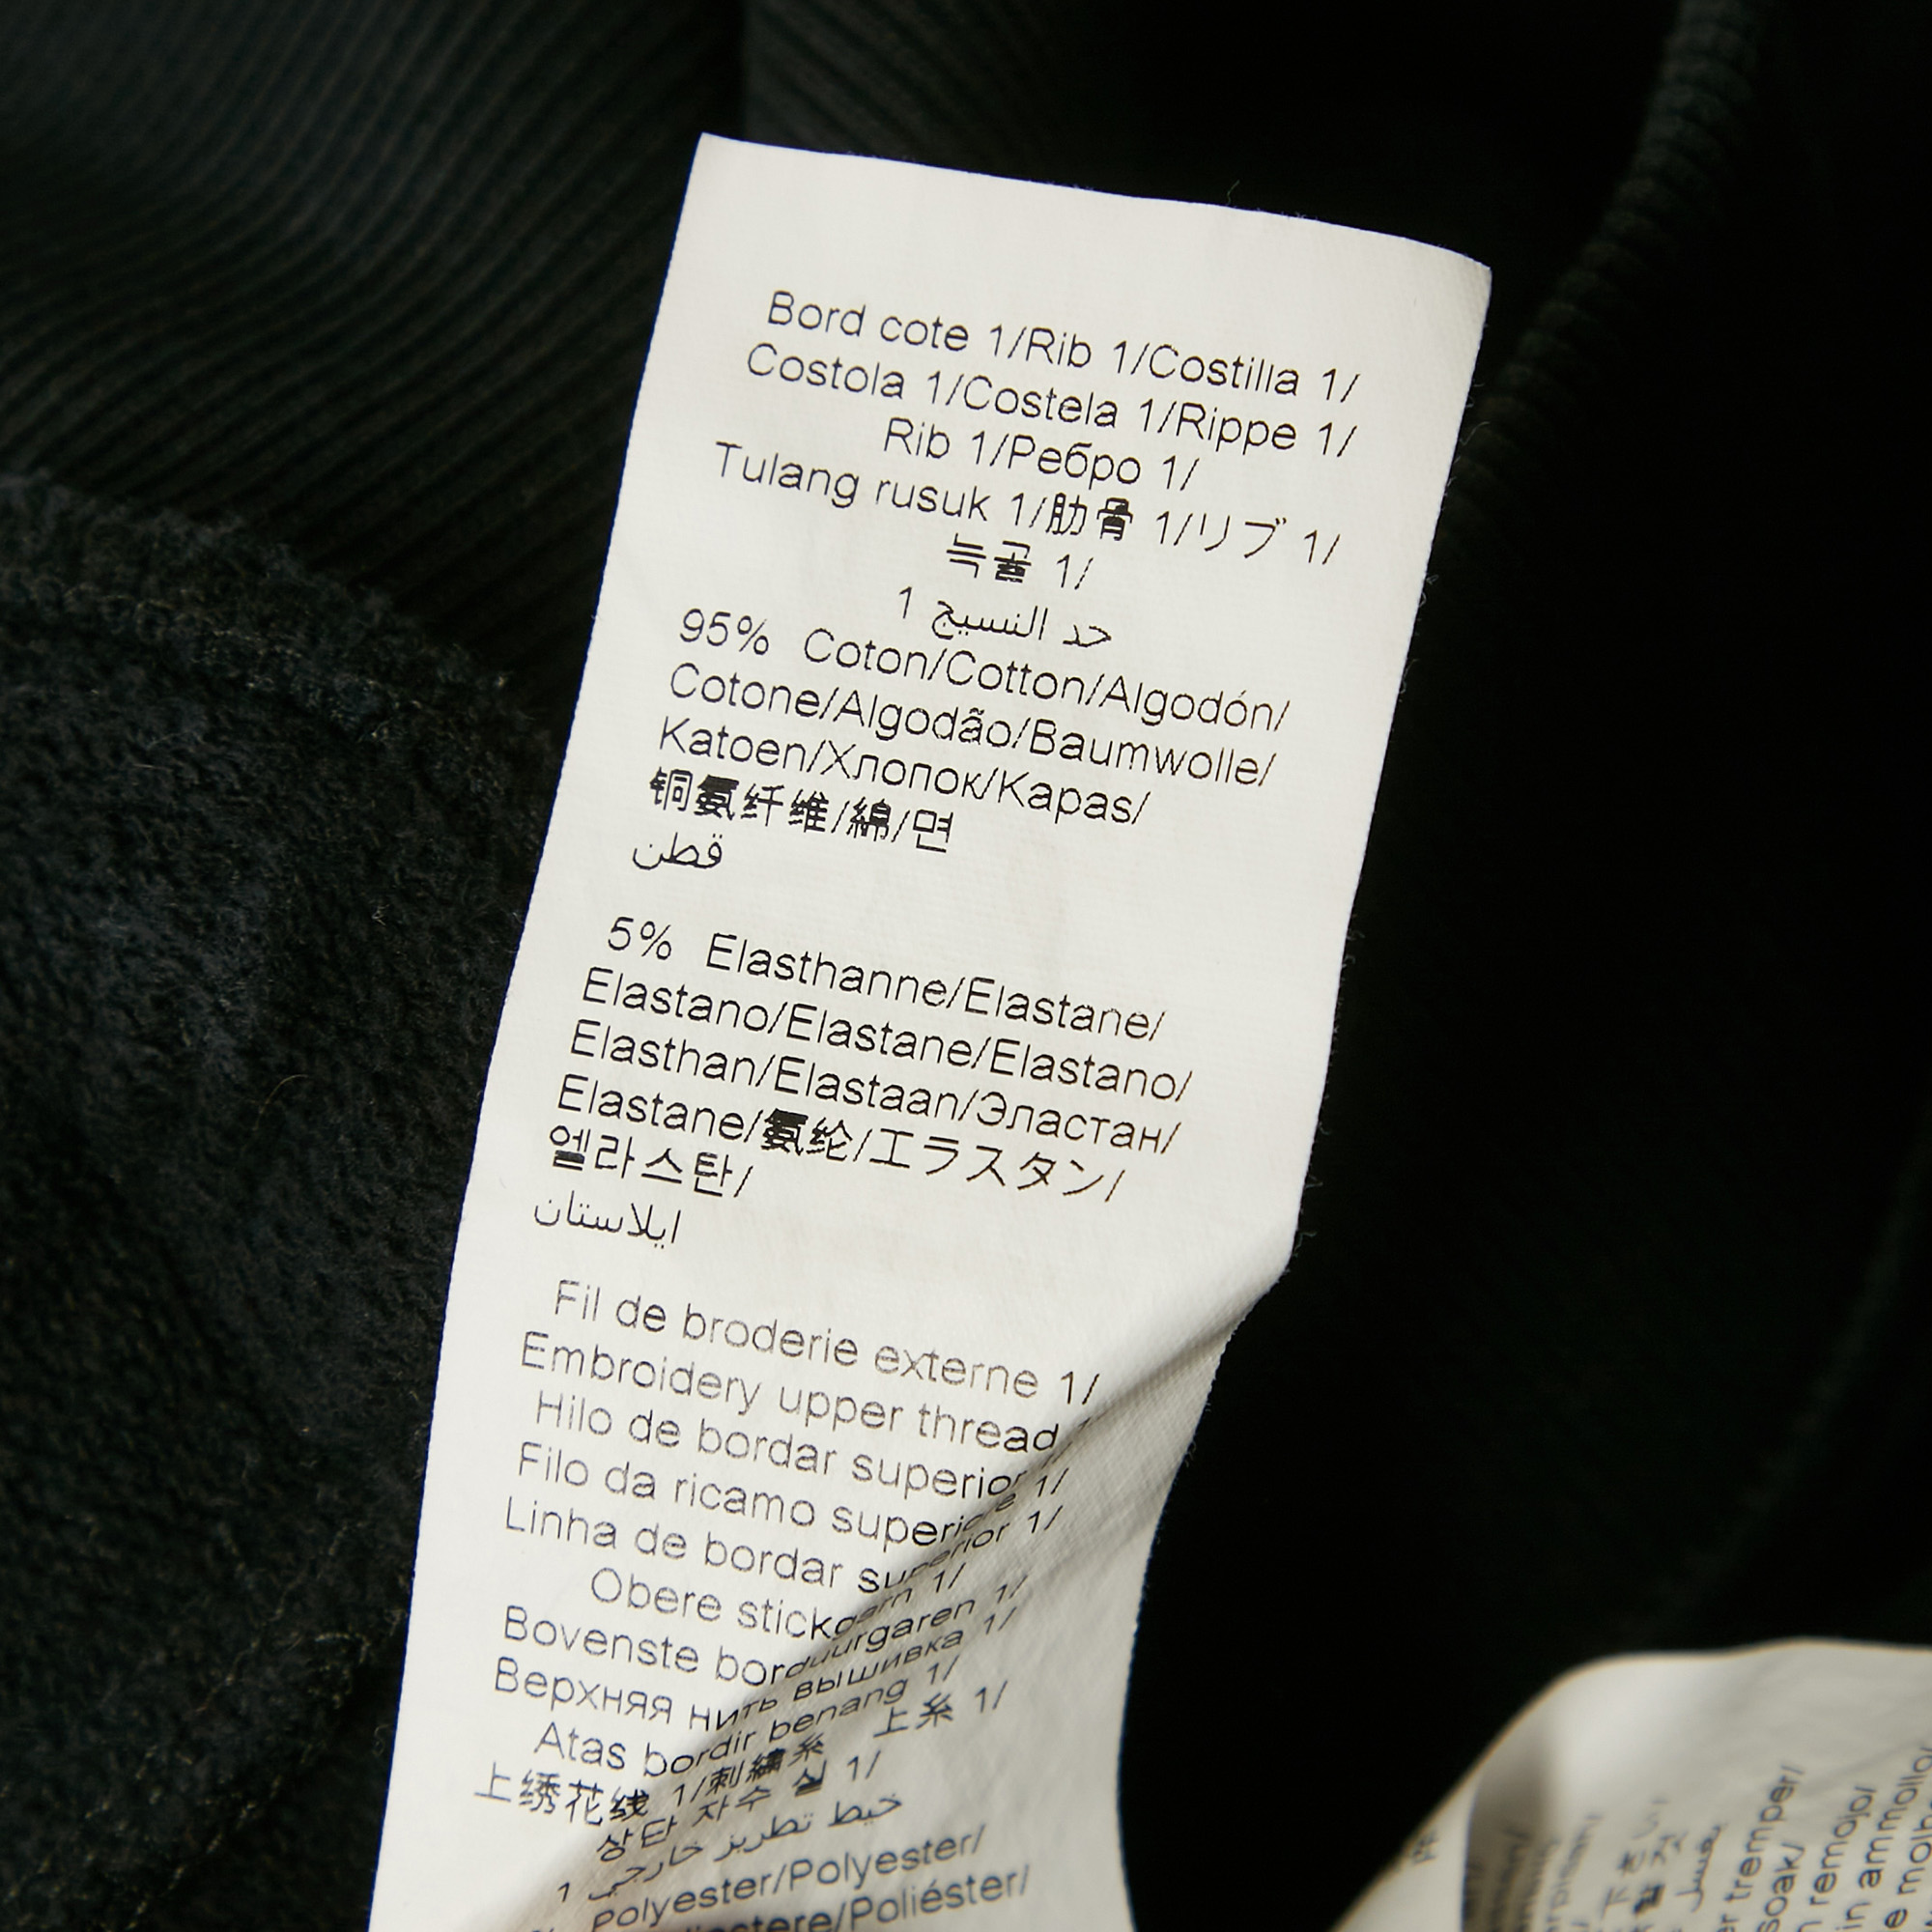 Bord cote 1/Rib 1/Costilla 1/
Costola 1/Costela 1/Rippe 1/
Rib 1/Ребро 1/
Tulang rusuk 1/肋骨 1/リブ 1/
늑골 1/
حد النسيج 1
95% Coton/Cotton/Algodón/
Cotone/Algodão/Baumwolle/
Katoen/Хлопок/Kapas/
铜氨纤维/綿/면
قطن
5% Elasthanne/Elastane/
Elastano/Elastane/Elastano/
Elasthan/Elastaan/Эластан/
Elastane/氨纶/エラスタン/
엘라스탄/
ايلاستان
Fil de broderie externe 1/
Embroidery upper thread
Hilo de bordar superior 1/
Filo da ricamo superiore 1/
Linha de bordar superior 1/
Obere stickgarn 1/
Bovenste borduurgaren 1/
Верхняя нить вышивка 1/
Atas bordir benang 1/
上绣花线 1/刺繍糸 上糸 1/
상단 자수 실 1/
خيط تطريز خارجي 1
Polyester/Polyester/
/Poliéster/
tremper/
soak/
remojo/
in ammollo/